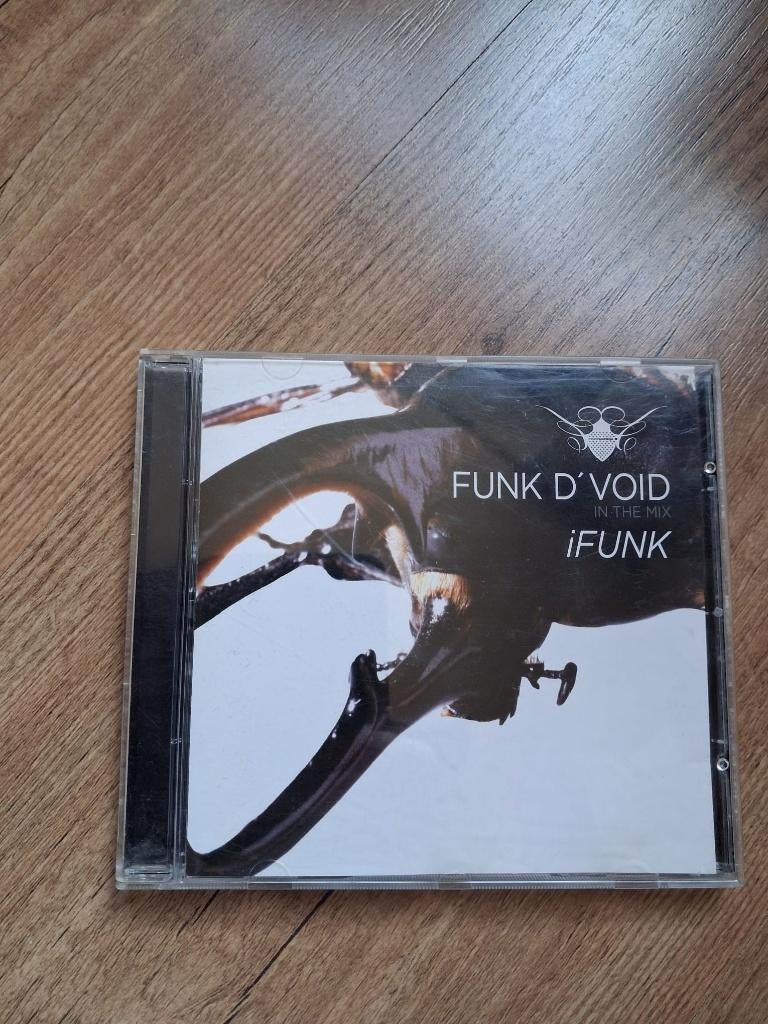 FUNK D´VOID
IN THE MIX
iFUNK